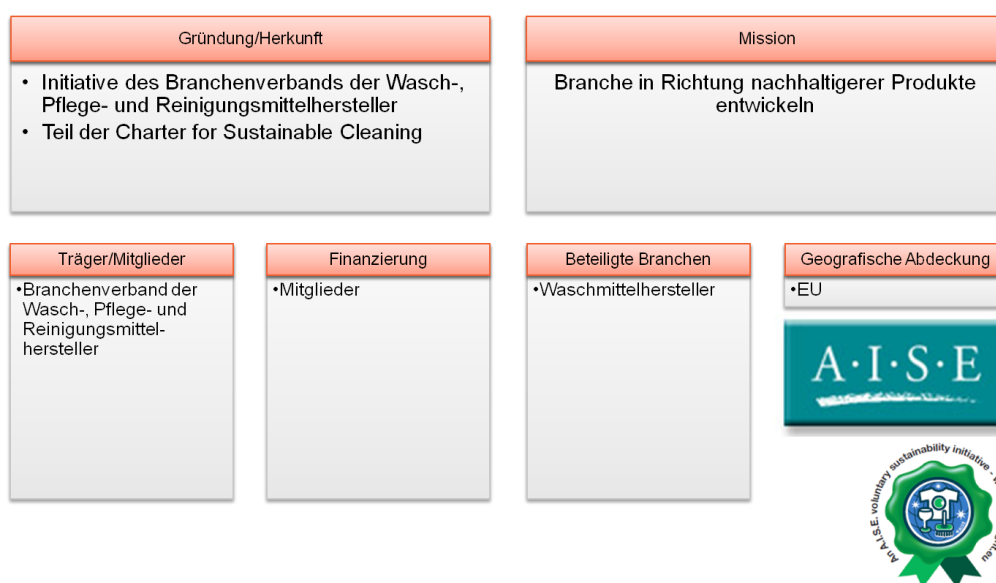 Gründung/Herkunft
• Initiative des Branchenverbands der Wasch-,
Pflege- und Reinigungsmittelhersteller
• Teil der Charter for Sustainable Cleaning
Mission
Branche in Richtung nachhaltigerer Produkte
entwickeln
Träger/Mitglieder
•Branchenverband der
Wasch-, Pflege- und
Reinigungsmittel-
hersteller
Finanzierung
•Mitglieder
Beteiligte Branchen
•Waschmittelhersteller
Geografische Abdeckung
•EU
A·I·S·E
An A.I.S.E. voluntary sustainability initiative -